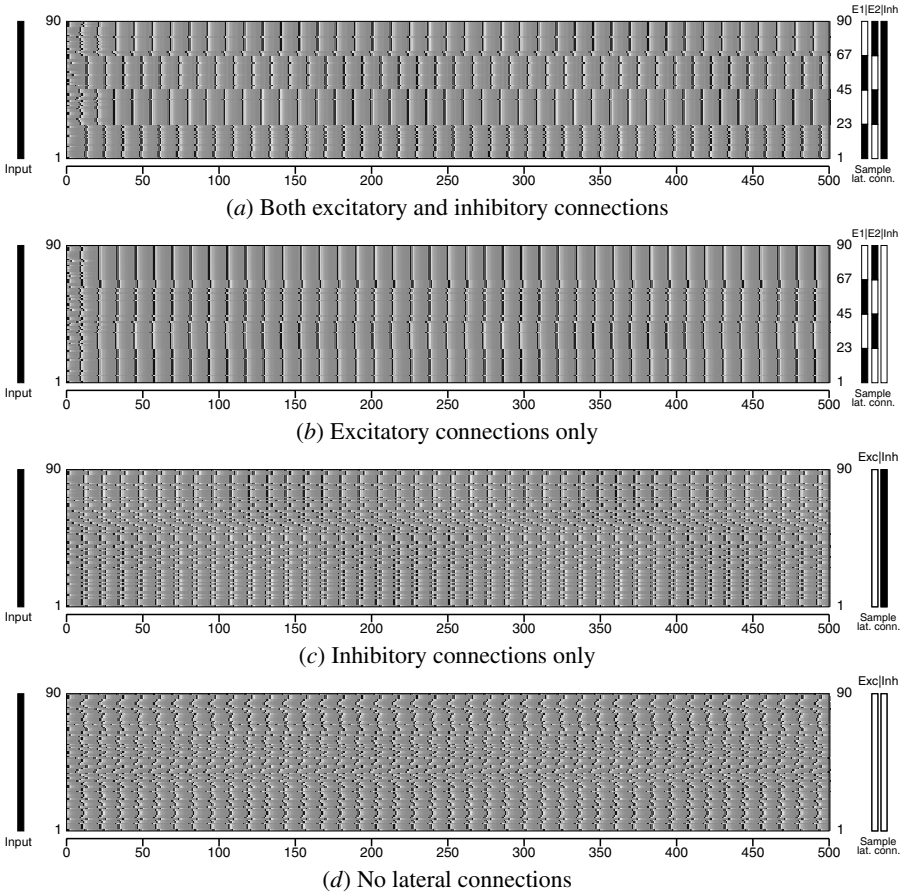 E1|E2|Inh
90 90
67
45
23
1 1
Input
Sample
lat. conn.
0 50 100 150 200 250 300 350 400 450 500
(a) Both excitatory and inhibitory connections
E1|E2|Inh
90 90
67
45
23
1 1
Input
Sample
lat. conn.
0 50 100 150 200 250 300 350 400 450 500
(b) Excitatory connections only
Exc|Inh
90 90
1 1
Input
Sample
lat. conn.
0 50 100 150 200 250 300 350 400 450 500
(c) Inhibitory connections only
Exc|Inh
90 90
1 1
Input
Sample
lat. conn.
0 50 100 150 200 250 300 350 400 450 500
(d) No lateral connections